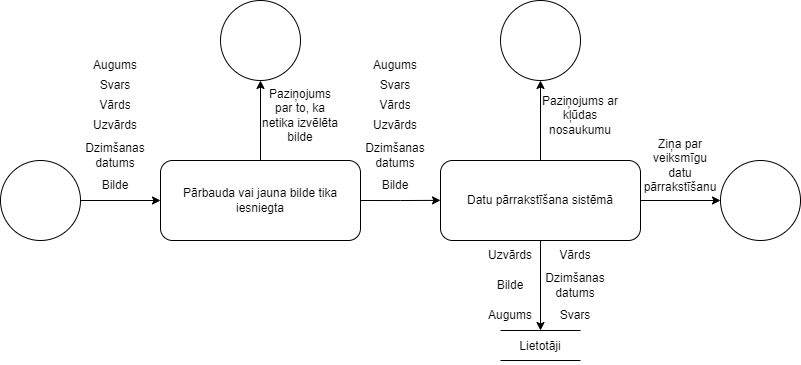 Augums
Svars
Vārds
Uzvārds
Dzimšanas
datums
Bilde
Pārbauda vai jauna bilde tika
iesniegta
Paziņojums
par to, ka
netika izvēlēta
bilde
Augums
Svars
Vārds
Uzvārds
Dzimšanas
datums
Bilde
Datu pārrakstīšana sistēmā
Paziņojums ar
kļūdas
nosaukumu
Ziņa par
veiksmīgu
datu
pārrakstīšanu
Uzvārds
Vārds
Bilde
Dzimšanas
datums
Augums
Svars
Lietotāji